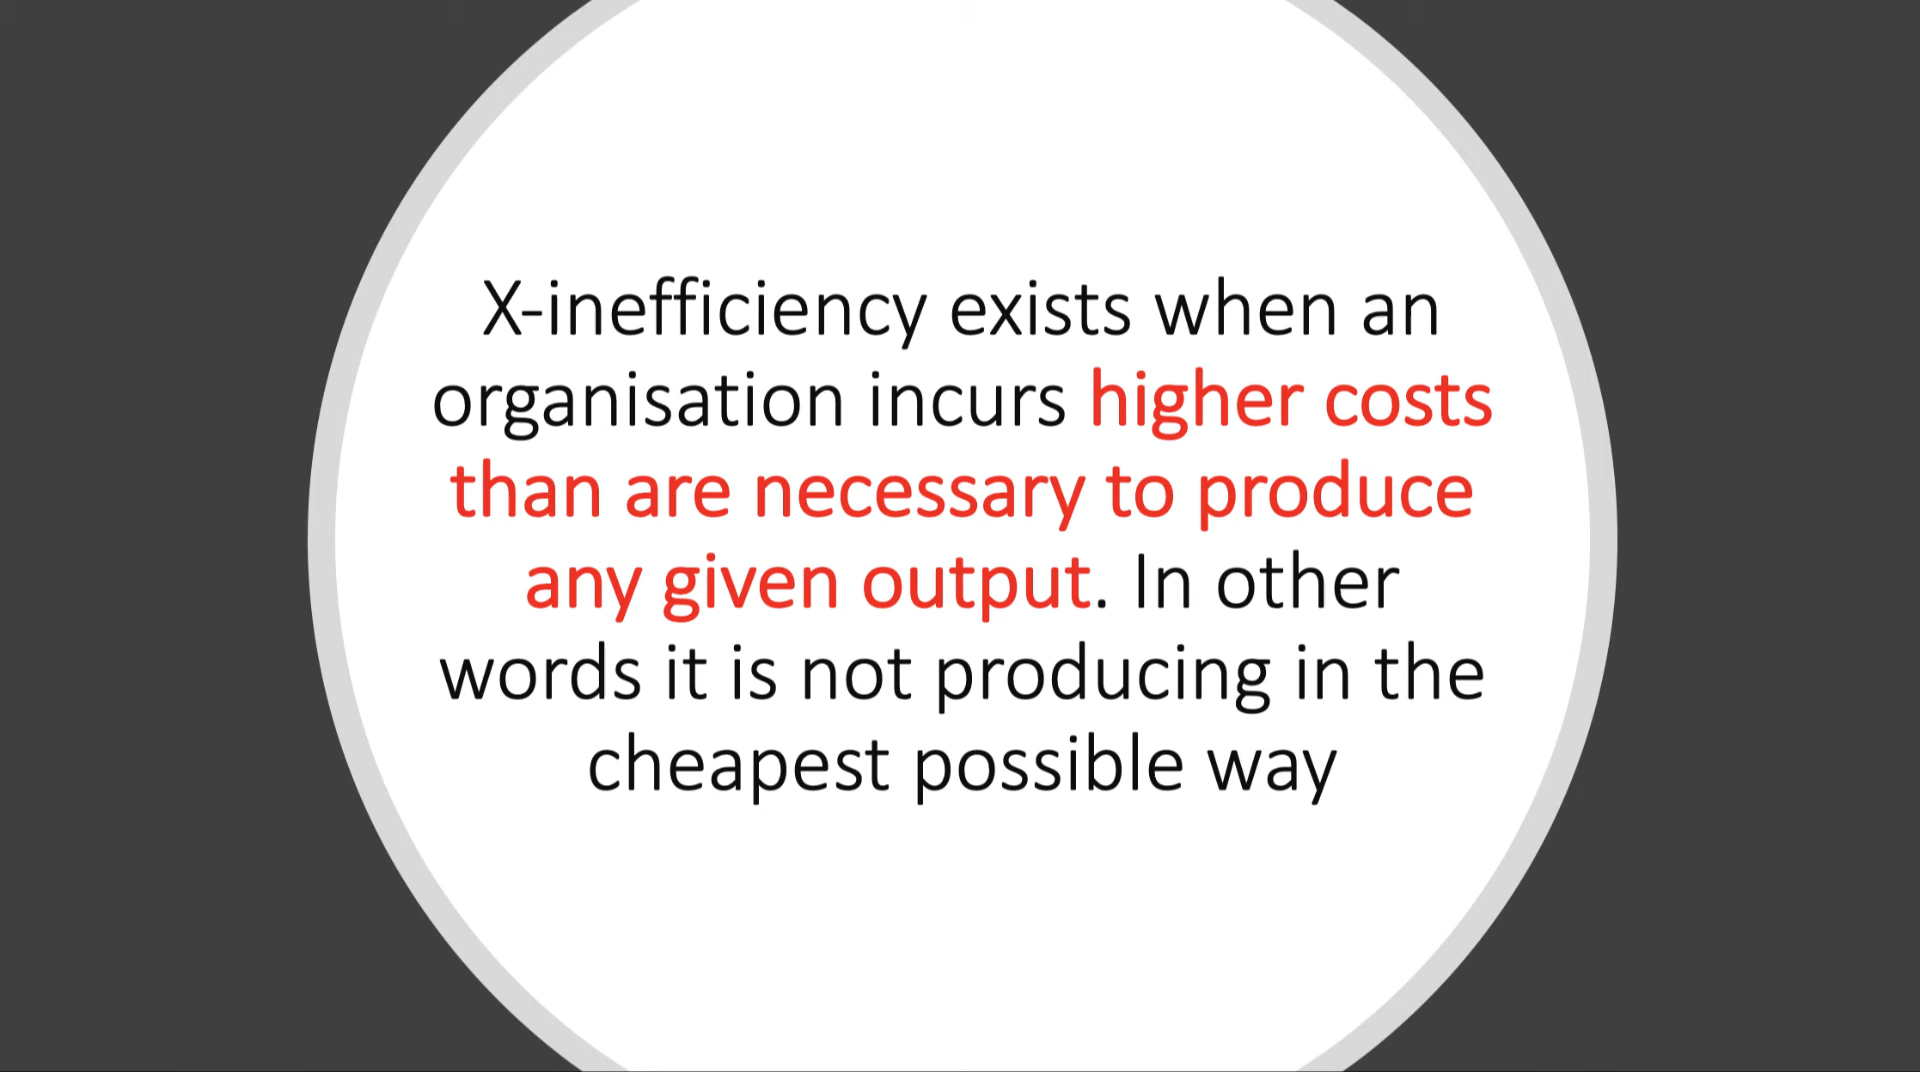 X-inefficiency exists when an
organisation incurs higher costs
than are necessary to produce
any given output. In other
words it is not producing in the
cheapest possible way